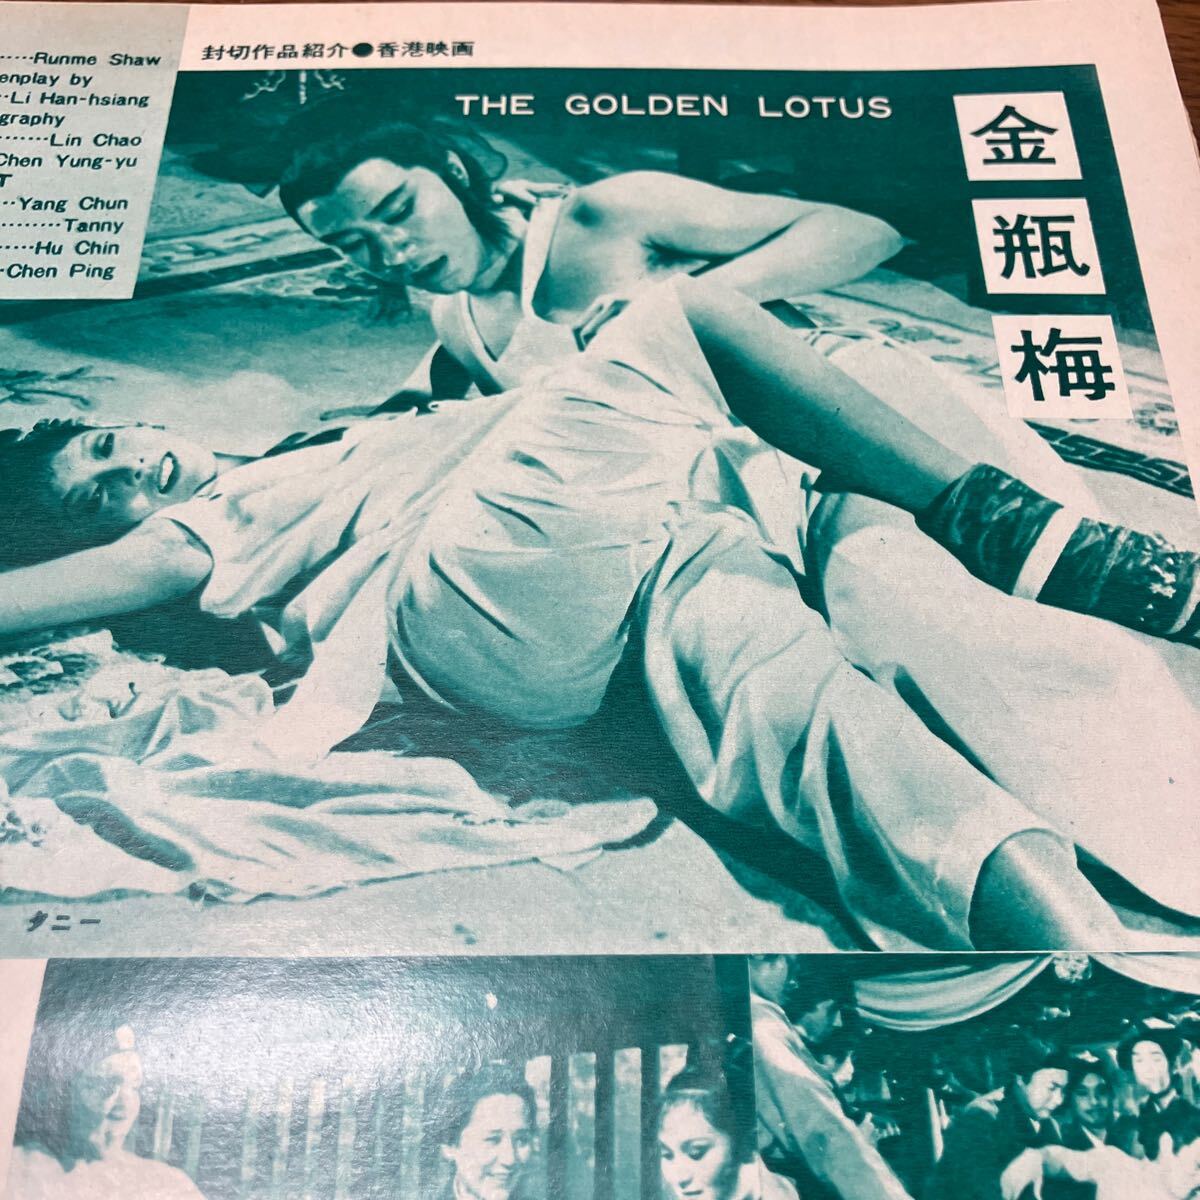 封切作品紹介●香港映画
······Runme Shaw
enplay by
··Li Han-hsiang
graphy
········Lin Chao
Chen Yung-yu
T
··Yang Chun
·········Tanny
·····Hu Chin
·Chen Ping
THE GOLDEN LOTUS
金
瓶
梅
タニー